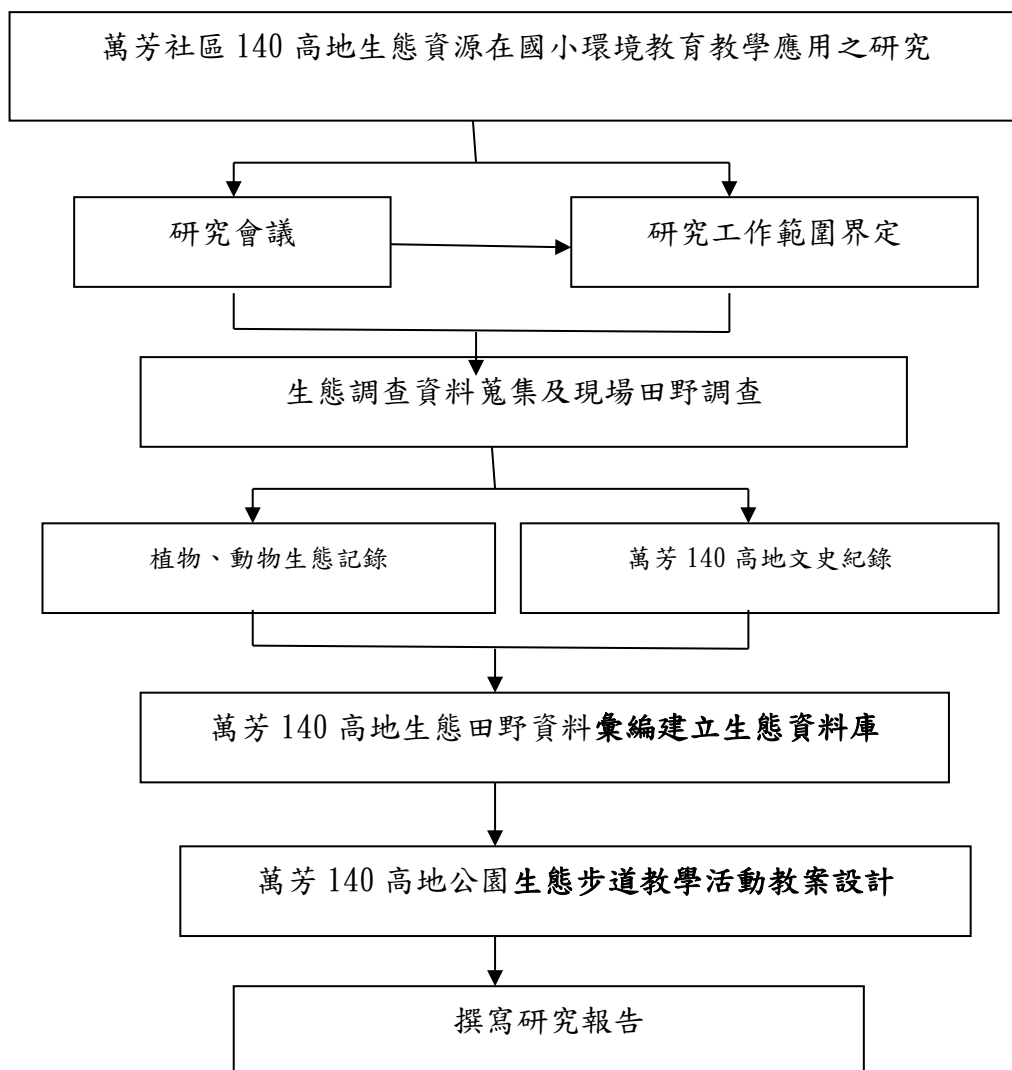 萬芳社區 140 高地生態資源在國小環境教育教學應用之研究
研究會議
研究工作範圍界定
生態調查資料蒐集及現場田野調查
植物、動物生態記錄
萬芳 140 高地文史紀錄
萬芳 140 高地生態田野資料彙編建立生態資料庫
萬芳 140 高地公園生態步道教學活動教案設計
撰寫研究報告